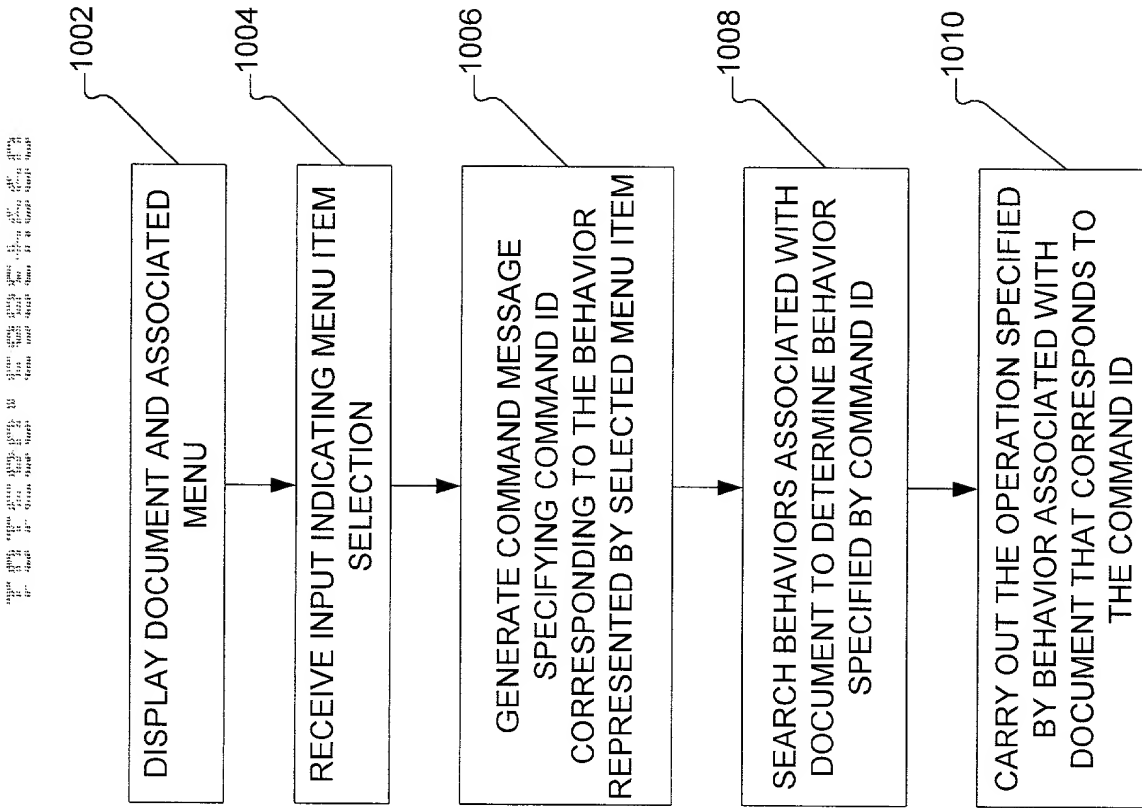 DISPLAY DOCUMENT AND ASSOCIATED
MENU
1002
RECEIVE INPUT INDICATING MENU ITEM
SELECTION
1004
GENERATE COMMAND MESSAGE
SPECIFYING COMMAND ID
CORRESPONDING TO THE BEHAVIOR
REPRESENTED BY SELECTED MENU ITEM
1006
SEARCH BEHAVIORS ASSOCIATED WITH
DOCUMENT TO DETERMINE BEHAVIOR
SPECIFIED BY COMMAND ID
1008
CARRY OUT THE OPERATION SPECIFIED
BY BEHAVIOR ASSOCIATED WITH
DOCUMENT THAT CORRESPONDS TO
THE COMMAND ID
1010